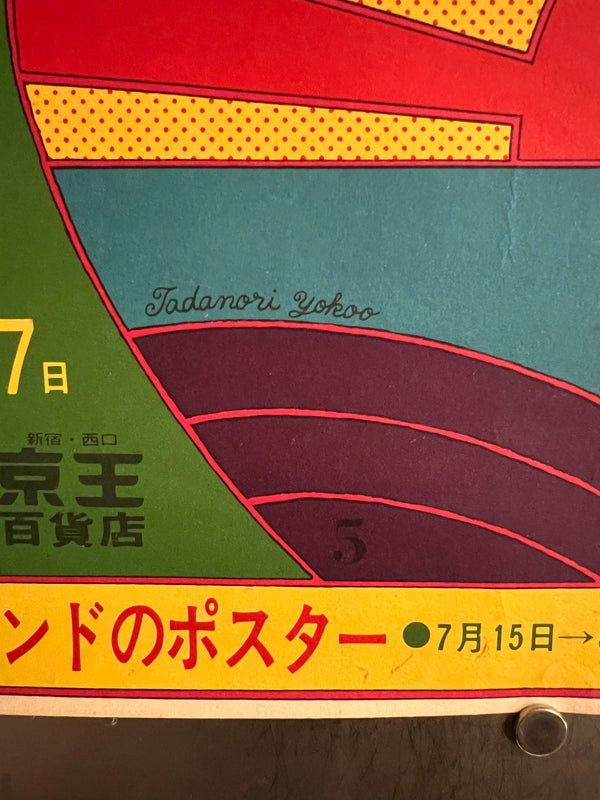 Tadanori Yokoo
7日
新宿・西口
京王
百貨店
5
ンドのポスター ●7月15日→